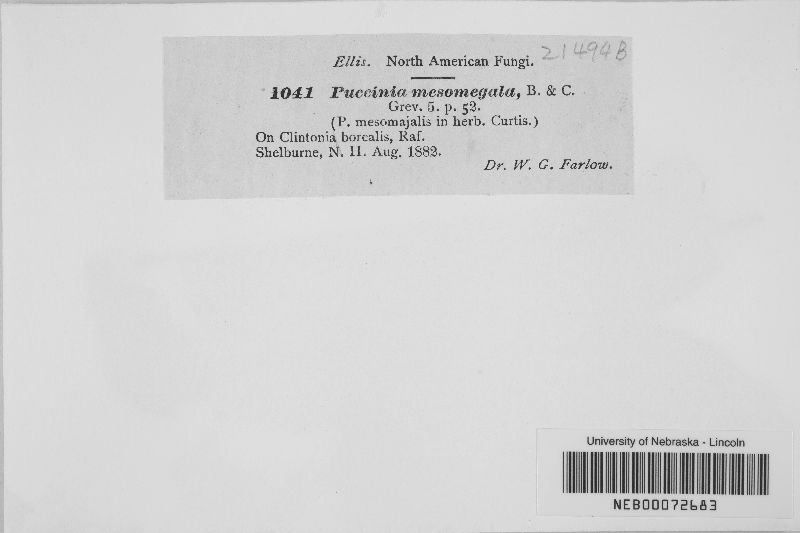 Ellis. North American Fungi. 21494B
1041 Puccinia mesomegala, B. & C.
Grev. 5. p. 52.
(P. mesomajalis in herb. Curtis.)
On Clintonia borealis, Raf.
Shelburne, N. H. Aug. 1882.
Dr. W. G. Farlow.
University of Nebraska - Lincoln
NEB00072683